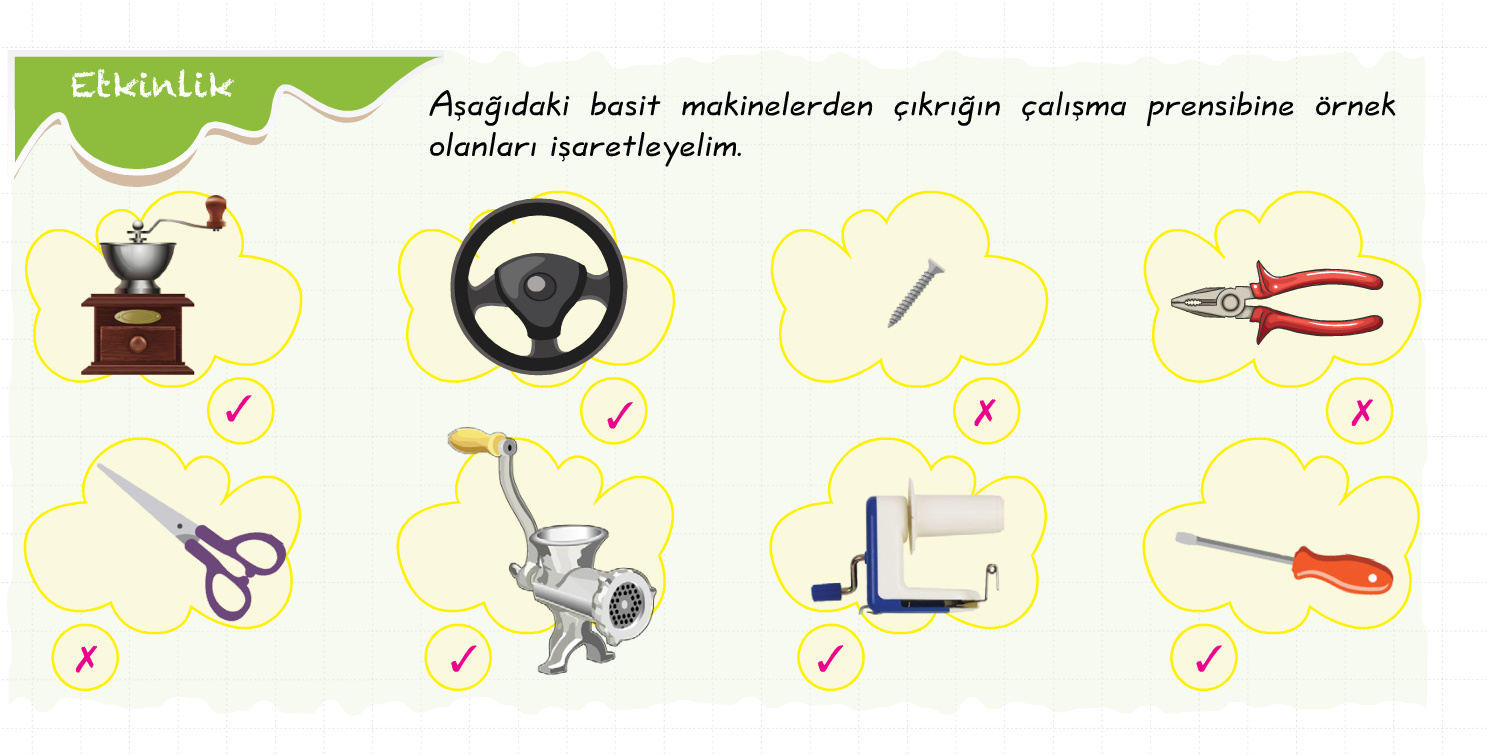 Etkinlik
Aşağıdaki basit makinelerden çıkrığın çalışma prensibine örnek
olanları işaretleyelim.
✓ ✓ ✗ ✗
✗ ✓ ✓ ✓